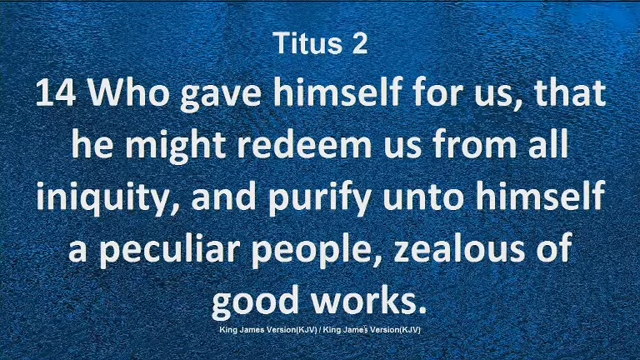 Titus 2
14 Who gave himself for us, that
he might redeem us from all
iniquity, and purify unto himself
a peculiar people, zealous of
good works.
King James Version(KJV) / King Jame's Version(KJV)